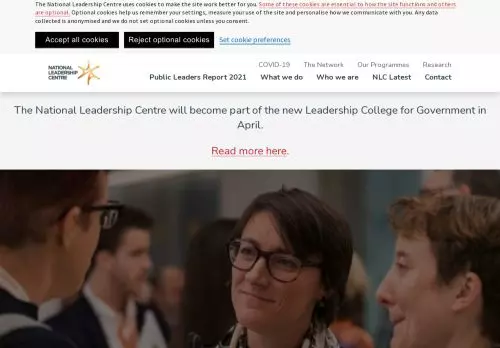 The National Leadership Centre uses cookies to make the site work better for you. Some of these cookies are essential to how the site functions and others
are optional. Optional cookies help us remember your settings, measure your use of the site and personalise how we communicate with you. Any data
collected is anonymised and we do not set optional cookies unless you consent.
Accept all cookies Reject optional cookies Set cookie preferences
COVID-19 The Network Our Programmes Research
NATIONAL
LEADERSHIP
CENTRE
Public Leaders Report 2021 What we do Who we are NLC Latest Contact
The National Leadership Centre will become part of the new Leadership College for Government in
April.
Read more here.